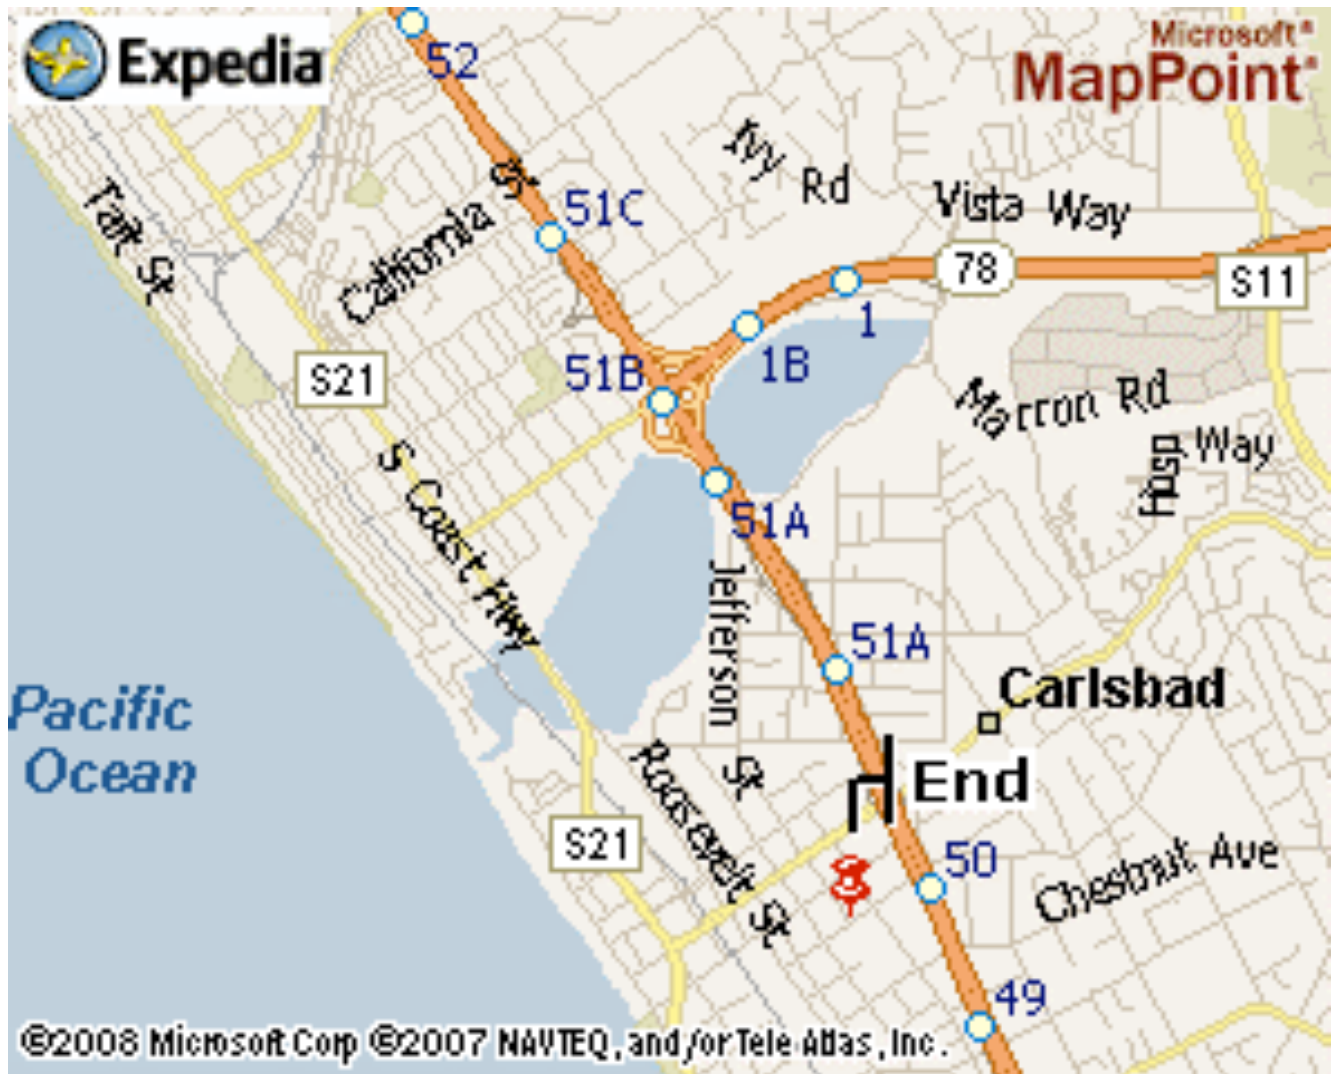 Expedia
Microsoft®
MapPoint®
52
Ivy Rd
Vista Way
California St
51C
Tait St
78
S11
1
1B
51B
S21
Marron Rd
Way
Hosp
S Coast Hwy
51A
Jefferson St
51A
Carlsbad
Pacific
Ocean
End
Roosevelt St
S21
50
Chestnut Ave
49
©2008 Microsoft Corp ©2007 NAVTEQ, and/or Tele Atlas, Inc.